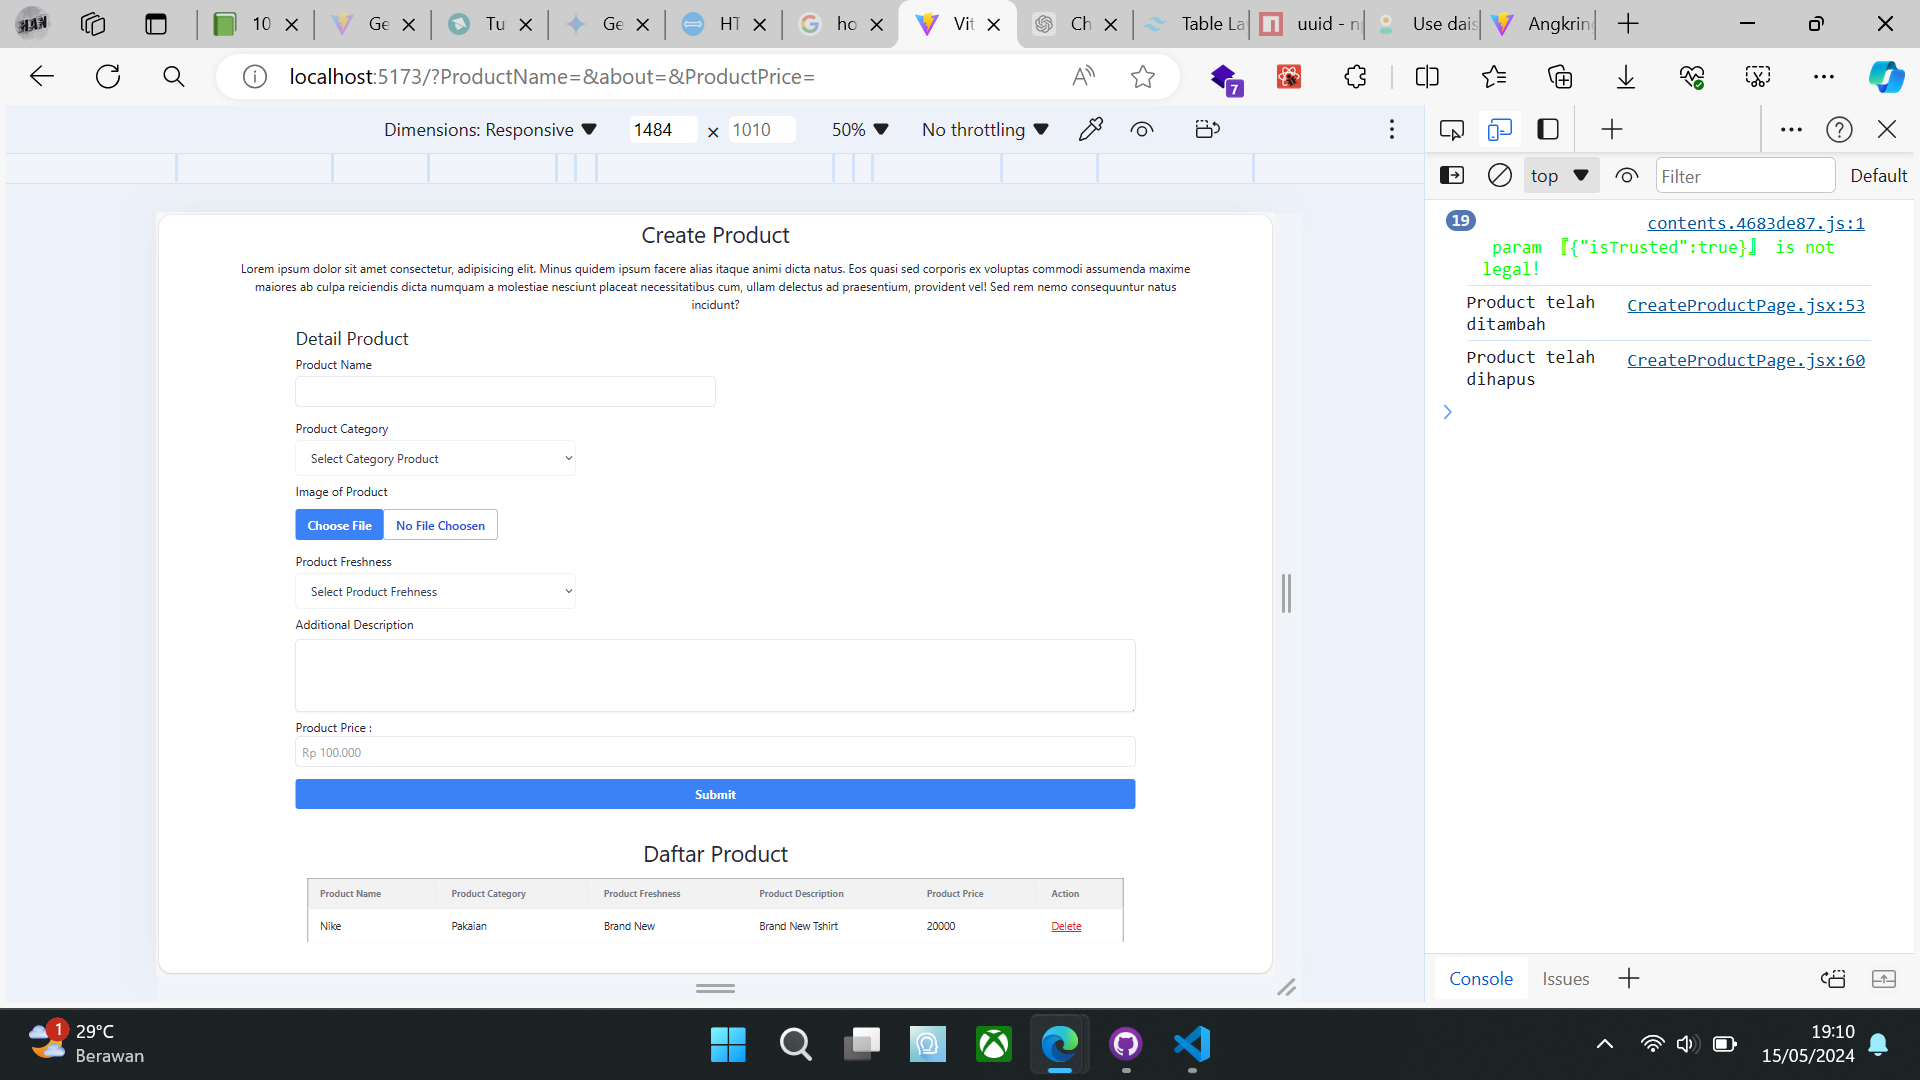 10
Ge
Tu
Ge
HT
ho
Vit
Ch
Table La
uuid - n
Use dais
Angkrin
localhost:5173/?ProductName=&about=&ProductPrice=
7
Dimensions: Responsive
1484
×
1010
50%
No throttling
top
Filter
Default
Create Product
Lorem ipsum dolor sit amet consectetur, adipisicing elit. Minus quidem ipsum facere alias itaque animi dicta natus. Eos quasi sed corporis ex voluptas commodi assumenda maxime
maiores ab culpa reiciendis dicta numquam a molestiae nesciunt placeat necessitatibus cum, ullam delectus ad praesentium, provident vel! Sed rem nemo consequuntur natus
incidunt?
Detail Product
Product Name
Product Category
Select Category Product
Image of Product
Choose File
No File Choosen
Product Freshness
Select Product Frehness
Additional Description
Product Price :
Rp 100.000
Submit
Daftar Product
Product Name Product Category Product Freshness Product Description Product Price Action
Nike Pakaian Brand New Brand New Tshirt 20000 Delete
19
contents.4683de87.js:1
param 『{"isTrusted":true}』 is not
legal!
Product telah
ditambah
CreateProductPage.jsx:53
Product telah
dihapus
CreateProductPage.jsx:60
Console
Issues
1
29°C
Berawan
19:10
15/05/2024